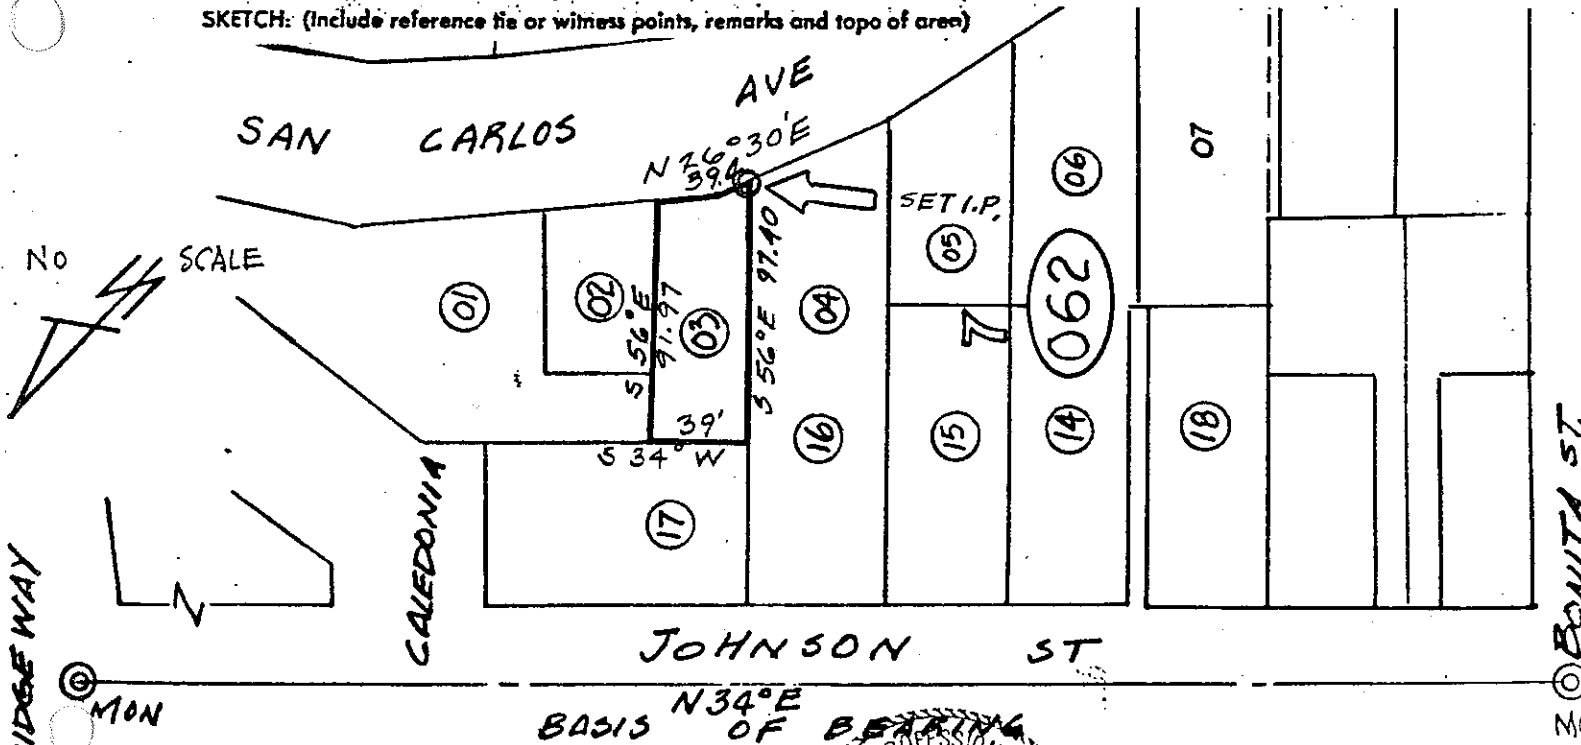 SKETCH: (Include reference tie or witness points, remarks and topo of area)
SAN CARLOS AVE
N 26°30'E
39.4
SET I.P.
NO SCALE
01
02
03
04
05
06
07
062
7
S 56°E
91.97
S 56°E 97.40
39'
S 34° W
14
15
16
17
18
CALEDONIA
JOHNSON ST
BONITA ST.
MON
N34°E
BASIS OF BEARING